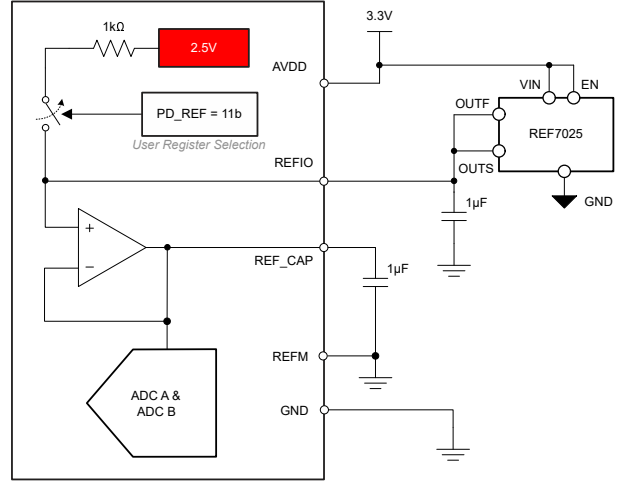 3.3V
1kΩ
2.5V
AVDD
VIN
EN
OUTF
PD_REF = 11b
REF7025
User Register Selection
REFIO
OUTS
1µF
GND
+
−
REF_CAP
1µF
REFM
ADC A &
ADC B
GND